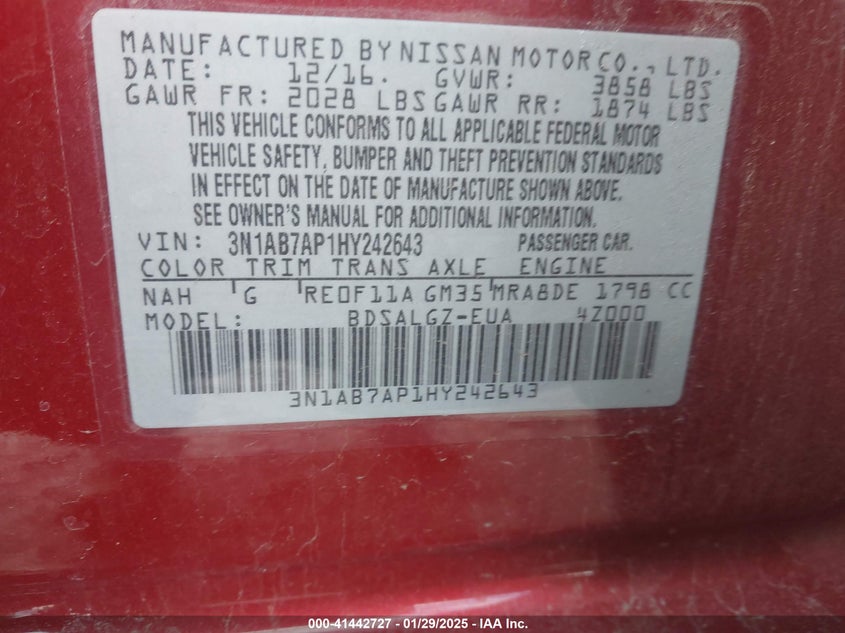 MANUFACTURED BY NISSAN MOTOR CO., LTD.
DATE: 12/16. GVWR: 3858 LBS
GAWR FR: 2028 LBS GAWR RR: 1874 LBS
THIS VEHICLE CONFORMS TO ALL APPLICABLE FEDERAL MOTOR
VEHICLE SAFETY, BUMPER AND THEFT PREVENTION STANDARDS
IN EFFECT ON THE DATE OF MANUFACTURE SHOWN ABOVE.
SEE OWNER'S MANUAL FOR ADDITIONAL INFORMATION.
VIN: 3N1AB7AP1HY242643 PASSENGER CAR.
COLOR TRIM TRANS AXLE ENGINE
NAH G RE0F11A GM35 MRA8DE 1798 CC
MODEL: BDSALGZ-EUA 4Z000
3N1AB7AP1HY242643
000-41442727 - 01/29/2025 - IAA Inc.